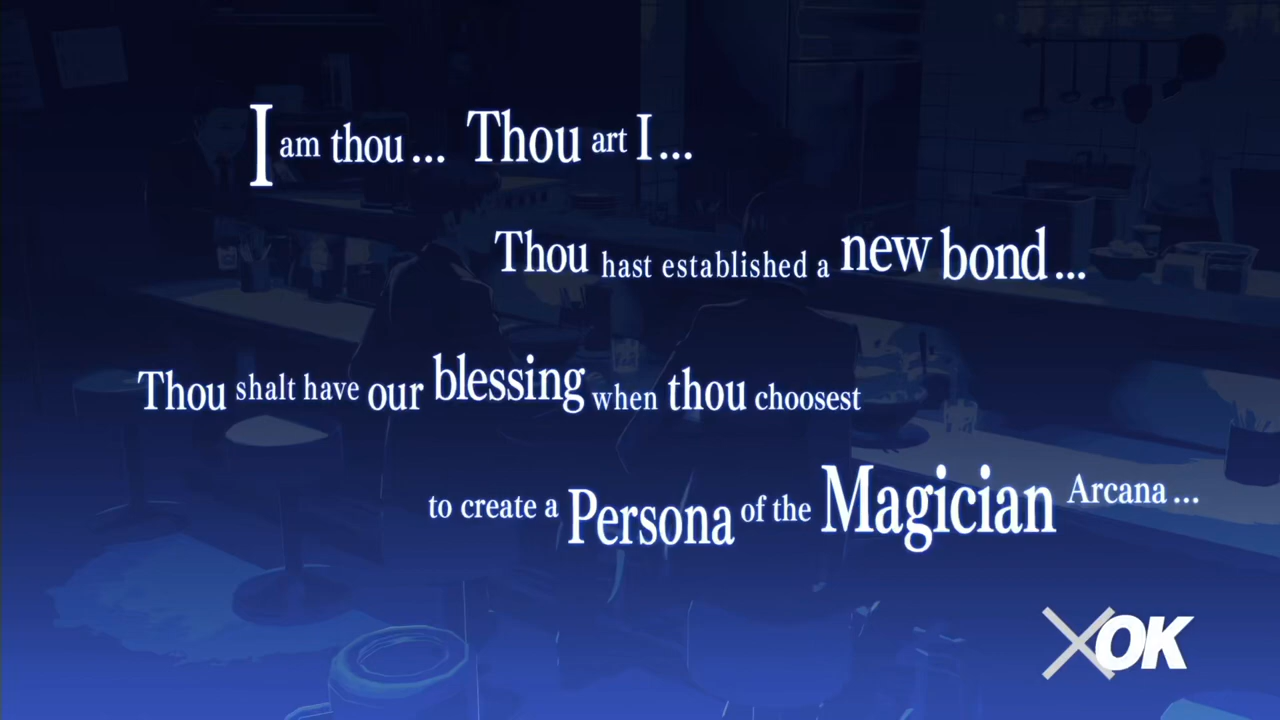 I am thou... Thou art I...
Thou hast established a new bond...
Thou shalt have our blessing when thou choosest
to create a Persona of the Magician Arcana...
OK